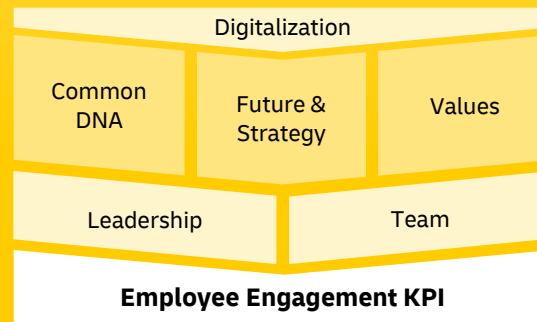 Digitalization
Common
DNA
Future &
Strategy
Values
Leadership
Team
Employee Engagement KPI